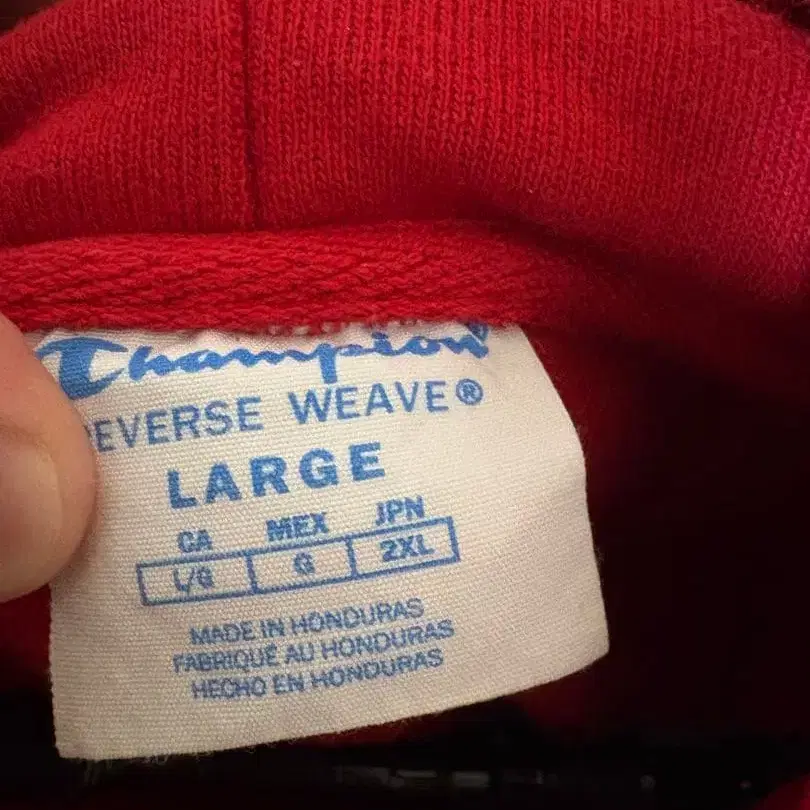 Champion
REVERSE WEAVE®
LARGE
CA MEX JPN
L/G G 2XL
MADE IN HONDURAS
FABRIQUÉ AU HONDURAS
HECHO EN HONDURAS